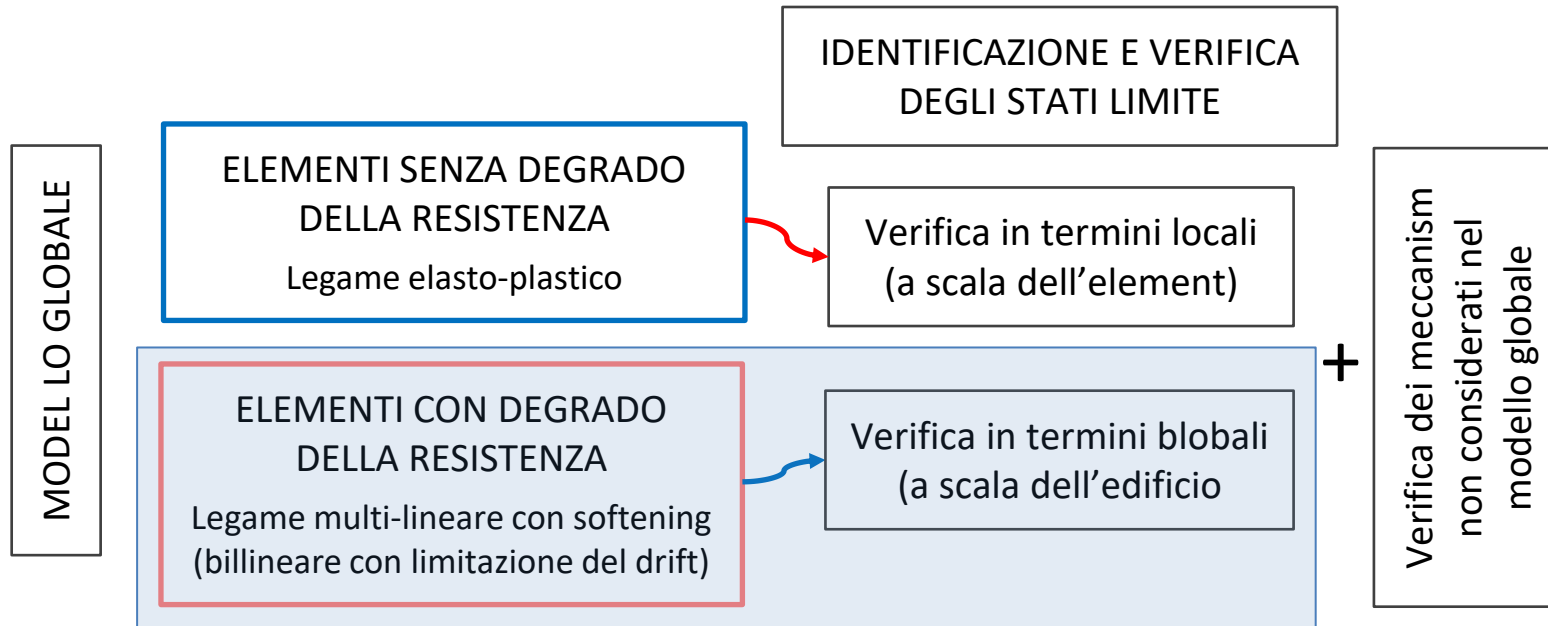 IDENTIFICAZIONE E VERIFICA
DEGLI STATI LIMITE
MODEL LO GLOBALE
ELEMENTI SENZA DEGRADO
DELLA RESISTENZA
Legame elasto-plastico
Verifica in termini locali
(a scala dell’element)
ELEMENTI CON DEGRADO
DELLA RESISTENZA
Legame multi-lineare con softening
(billineare con limitazione del drift)
Verifica in termini blobali
(a scala dell’edificio
+
Verifica dei meccanism
non considerati nel
modello globale